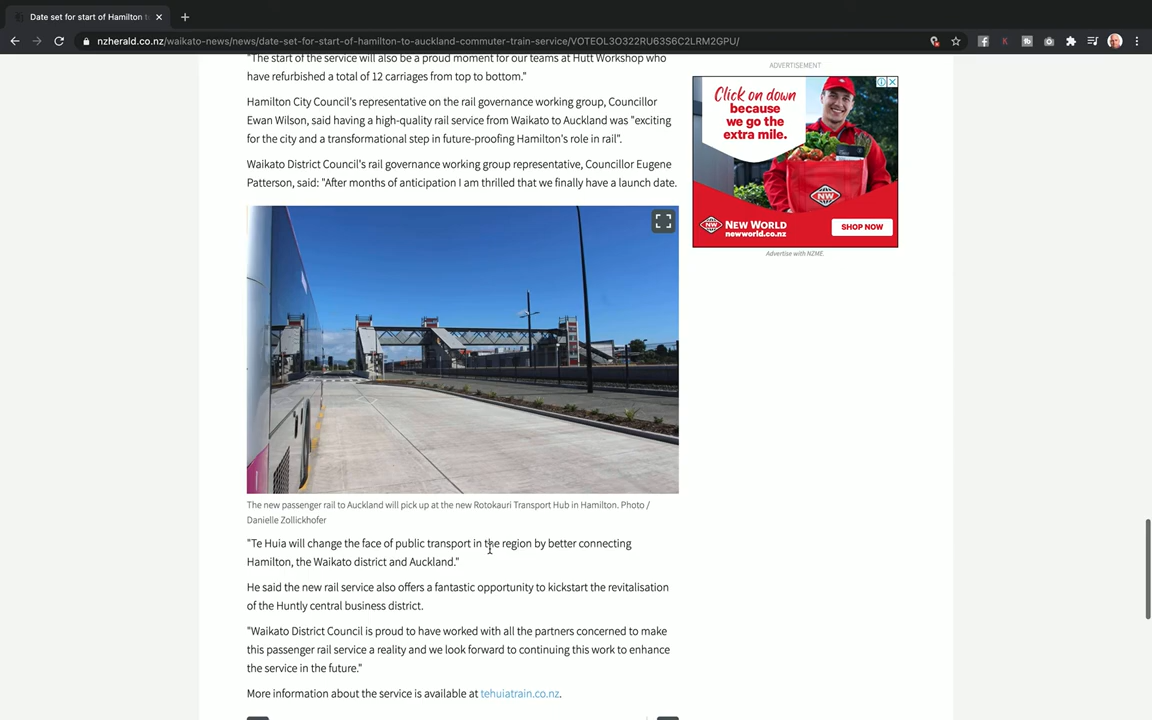 Date set for start of Hamilton to
nzherald.co.nz/waikato-news/news/date-set-for-start-of-hamilton-to-auckland-commuter-train-service/VOTEOL3O322RU63S6C2LRM2GPU/
"The start of the service will also be a proud moment for our teams at Hutt Workshop who
have refurbished a total of 12 carriages from top to bottom."
Hamilton City Council's representative on the rail governance working group, Councillor
Ewan Wilson, said having a high-quality rail service from Waikato to Auckland was "exciting
for the city and a transformational step in future-proofing Hamilton's role in rail".
Waikato District Council's rail governance working group representative, Councillor Eugene
Patterson, said: "After months of anticipation I am thrilled that we finally have a launch date.
The new passenger rail to Auckland will pick up at the new Rotokauri Transport Hub in Hamilton. Photo /
Danielle Zollickhofer
"Te Huia will change the face of public transport in the region by better connecting
Hamilton, the Waikato district and Auckland."
He said the new rail service also offers a fantastic opportunity to kickstart the revitalisation
of the Huntly central business district.
"Waikato District Council is proud to have worked with all the partners concerned to make
this passenger rail service a reality and we look forward to continuing this work to enhance
the service in the future."
More information about the service is available at tehuiatrain.co.nz.
ADVERTISEMENT
Click on down
because
we go the
extra mile.
NW
NEW WORLD
newworld.co.nz
SHOP NOW
Advertise with NZME.